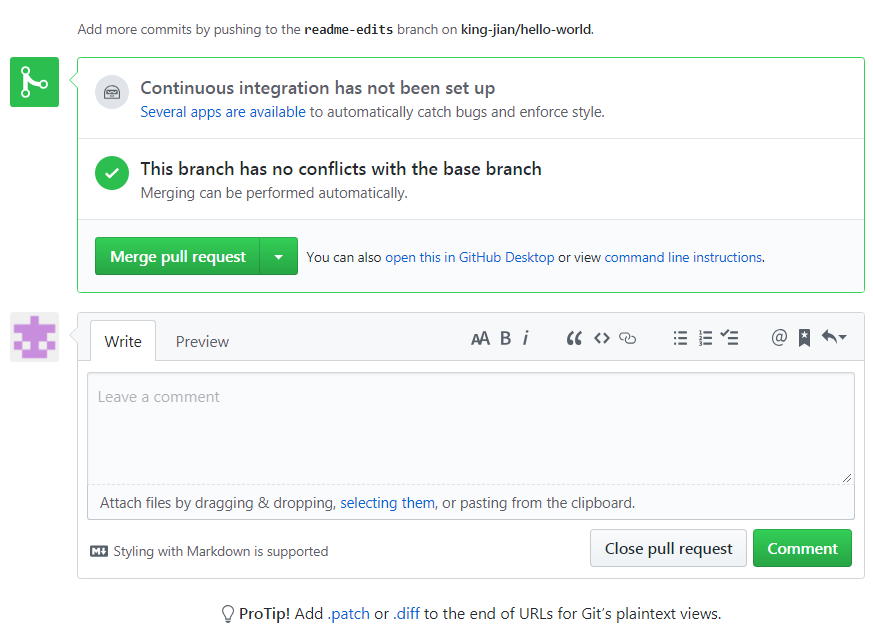 Add more commits by pushing to the readme-edits branch on king-jian/hello-world.
Continuous integration has not been set up
Several apps are available to automatically catch bugs and enforce style.
This branch has no conflicts with the base branch
Merging can be performed automatically.
Merge pull request You can also open this in GitHub Desktop or view command line instructions.
Write Preview AA B i @
Leave a comment
Attach files by dragging & dropping, selecting them, or pasting from the clipboard.
M Styling with Markdown is supported Close pull request Comment
ProTip! Add .patch or .diff to the end of URLs for Git’s plaintext views.